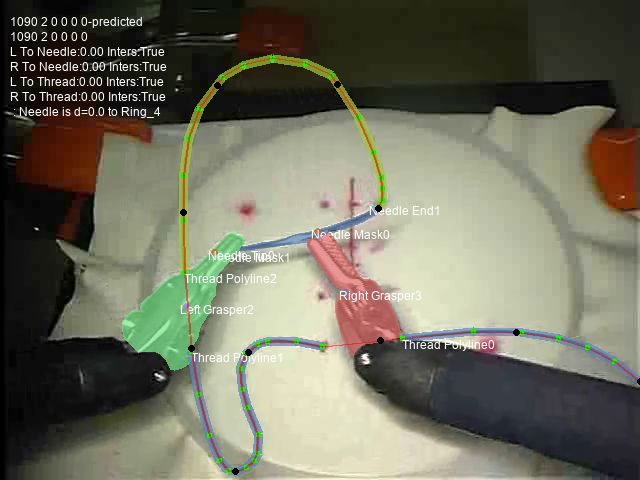 1090 2 0 0 0 0-predicted
1090 2 0 0 0 0
L To Needle:0.00 Inters:True
R To Needle:0.00 Inters:True
L To Thread:0.00 Inters:True
R To Thread:0.00 Inters:True
: Needle is d=0.0 to Ring_4
Needle End1
Needle Mask0
Needle Tip0
Mask1
Thread Polyline2
Right Grasper3
Left Grasper2
Thread Polyline0
Thread Polyline1